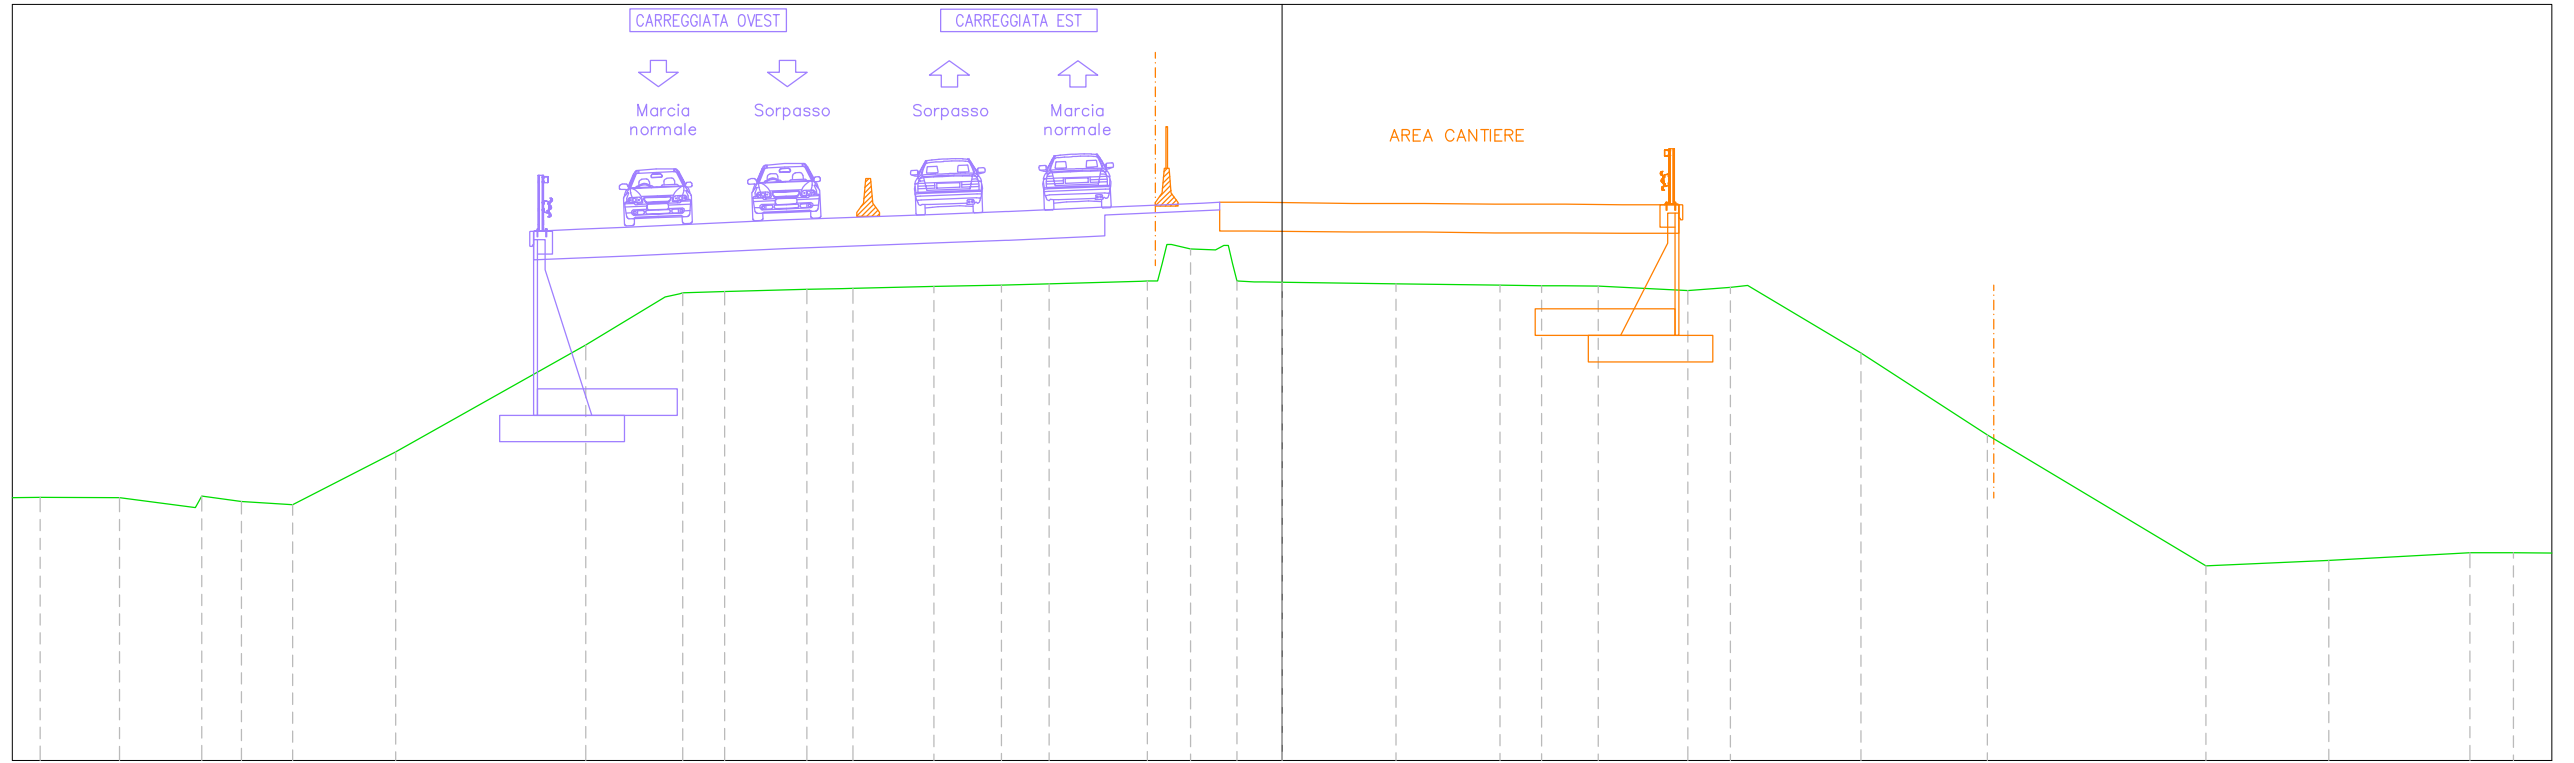 CARREGGIATA OVEST
CARREGGIATA EST
Marcia
normale
Sorpasso
Sorpasso
Marcia
normale
AREA CANTIERE